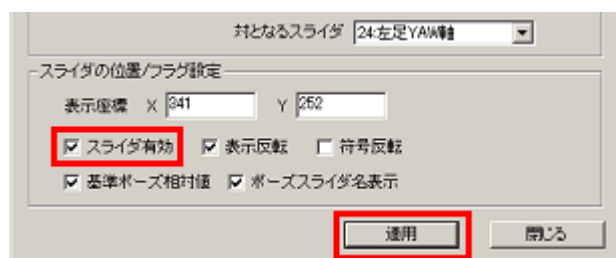 対となるスライダ 24:左足YAW軸
スライダの位置/フラグ設定
表示座標 X 341 Y 252
スライダ有効 表示反転 符号反転
基準ポーズ相対値 ポーズスライダ名表示
適用 閉じる